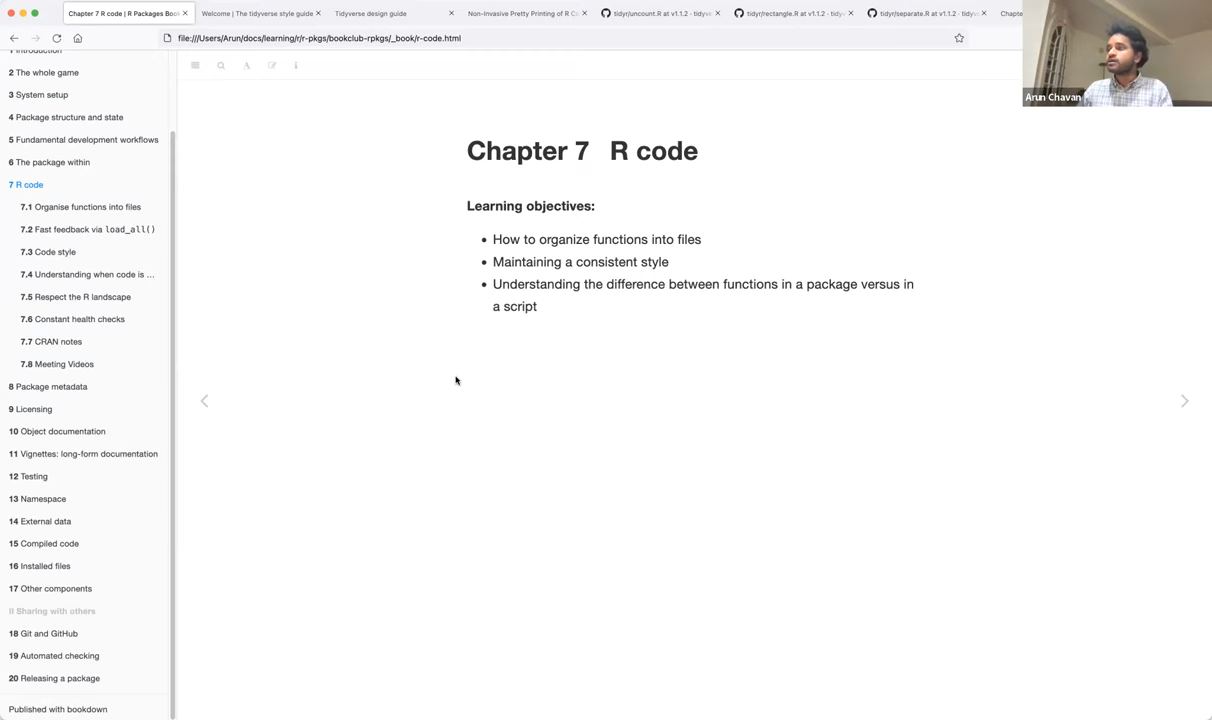 Chapter 7 R code | R Packages Boo
Welcome | The tidyverse style guide
Tidyverse design guide
Non-Invasive Pretty Printing of R C
tidyr/uncount.R at v1.1.2 · tidyve
tidyr/rectangle.R at v1.1.2 · tidyv
tidyr/separate.R at v1.1.2 · tidyv
Chapte
file:///Users/Arun/docs/learning/r/r-pkgs/bookclub-rpkgs/_book/r-code.html
Arun Chavan
1 Introduction
2 The whole game
3 System setup
4 Package structure and state
5 Fundamental development workflows
6 The package within
7 R code
7.1 Organise functions into files
7.2 Fast feedback via load_all()
7.3 Code style
7.4 Understanding when code is ...
7.5 Respect the R landscape
7.6 Constant health checks
7.7 CRAN notes
7.8 Meeting Videos
8 Package metadata
9 Licensing
10 Object documentation
11 Vignettes: long-form documentation
12 Testing
13 Namespace
14 External data
15 Compiled code
16 Installed files
17 Other components
II Sharing with others
18 Git and GitHub
19 Automated checking
20 Releasing a package
Published with bookdown
Chapter 7 R code
Learning objectives:
• How to organize functions into files
• Maintaining a consistent style
• Understanding the difference between functions in a package versus in
a script